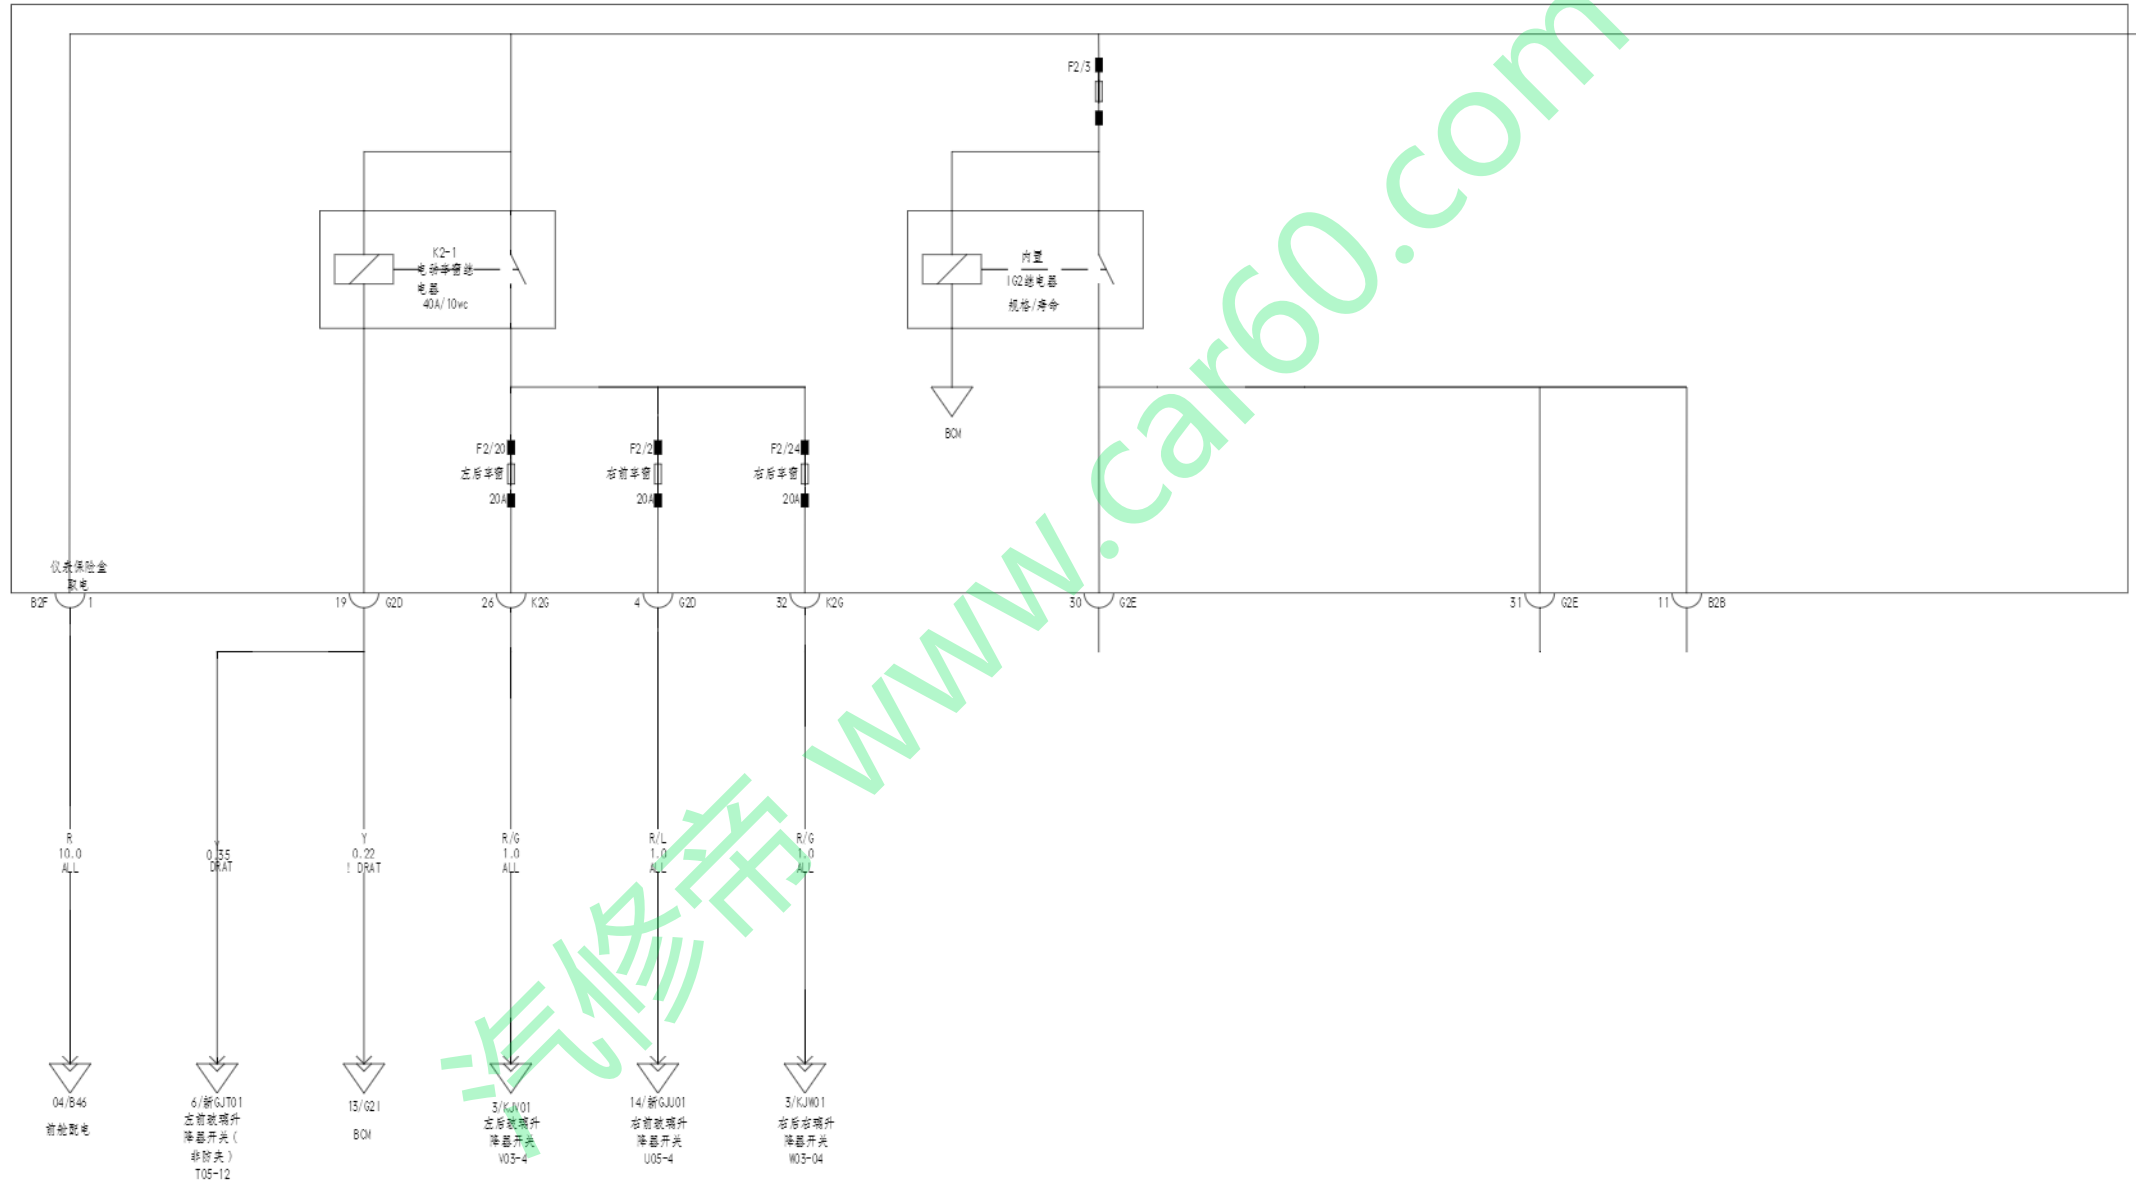 F2/3
K2-1
电动车窗继
电器
40A/10wc
内置
IG2继电器
规格/寿命
BCM
F2/20
左后车窗
20A
F2/2
右前车窗
20A
F2/24
右后车窗
20A
仪表保险盒
取电
B2F 1
19 G2D
26 K2G
4 G2D
32 K2G
30 G2E
31 G2E
11 B2B
R
10.0
ALL
Y
0.35
DRAT
Y
0.22
! DRAT
R/G
1.0
ALL
R/L
1.0
ALL
R/G
1.0
ALL
04/B46
前舱配电
6/新GJT01
左前玻璃升
降器开关(
非防夹)
T05-12
13/G2I
BCM
3/KJV01
左后玻璃升
降器开关
V03-4
14/新GJU01
右前玻璃升
降器开关
U05-4
3/KJW01
右后右璃升
降器开关
W03-04
汽修帝 www.car60.com